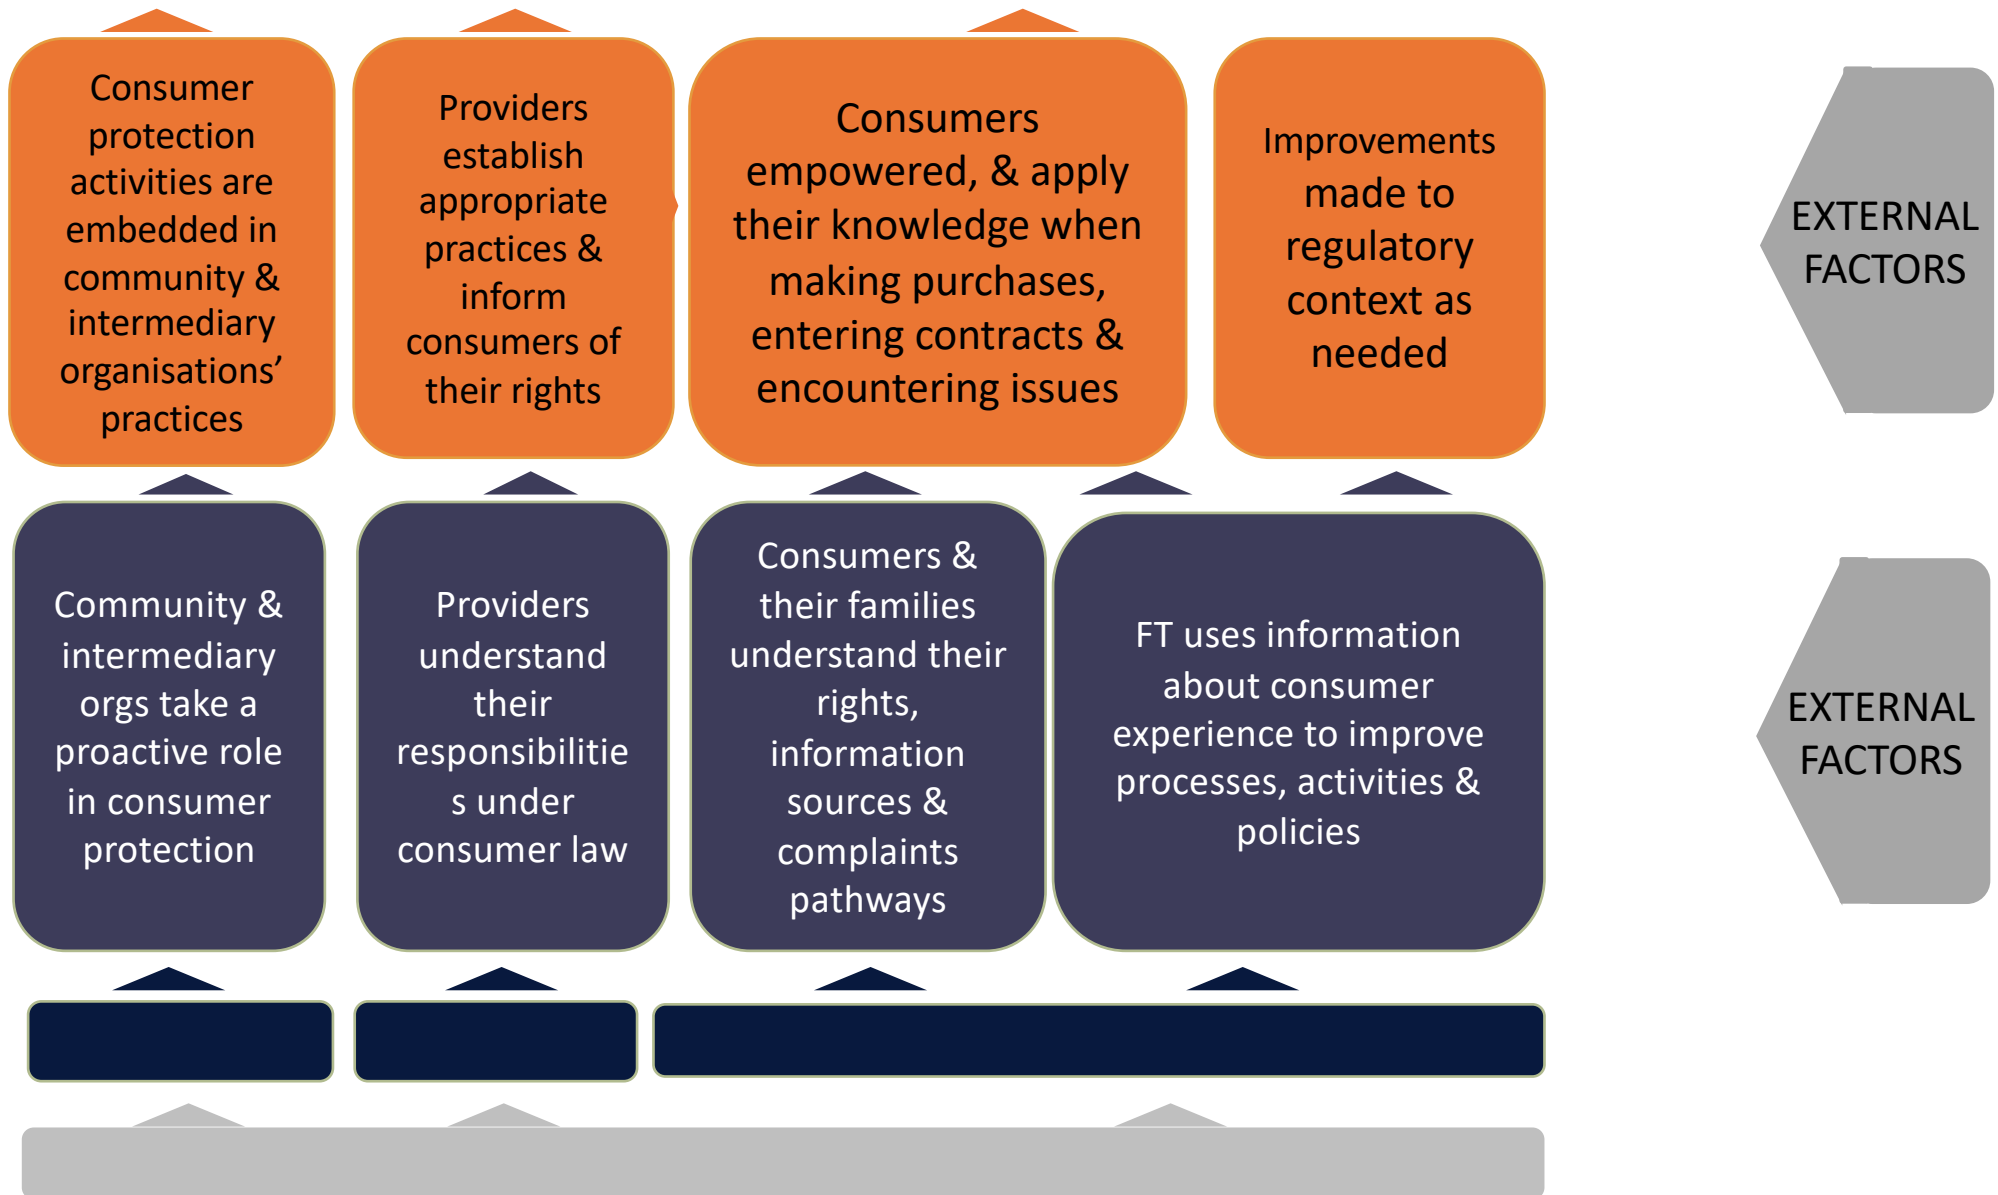 Consumer
protection
activities are
embedded in
community &
intermediary
organisations’
practices
Providers
establish
appropriate
practices &
inform
consumers of
their rights
Consumers
empowered, & apply
their knowledge when
making purchases,
entering contracts &
encountering issues
Improvements
made to
regulatory
context as
needed
EXTERNAL
FACTORS
Community &
intermediary
orgs take a
proactive role
in consumer
protection
Providers
understand
their
responsibilitie
s under
consumer law
Consumers &
their families
understand their
rights,
information
sources &
complaints
pathways
FT uses information
about consumer
experience to improve
processes, activities &
policies
EXTERNAL
FACTORS